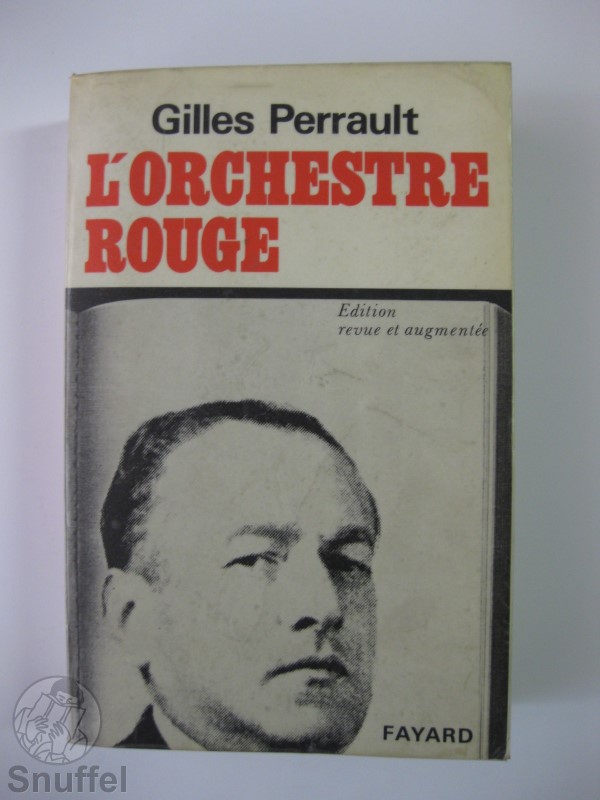 Gilles Perrault
L'ORCHESTRE
ROUGE
Edition
revue et augmentée
FAYARD
Snuffel